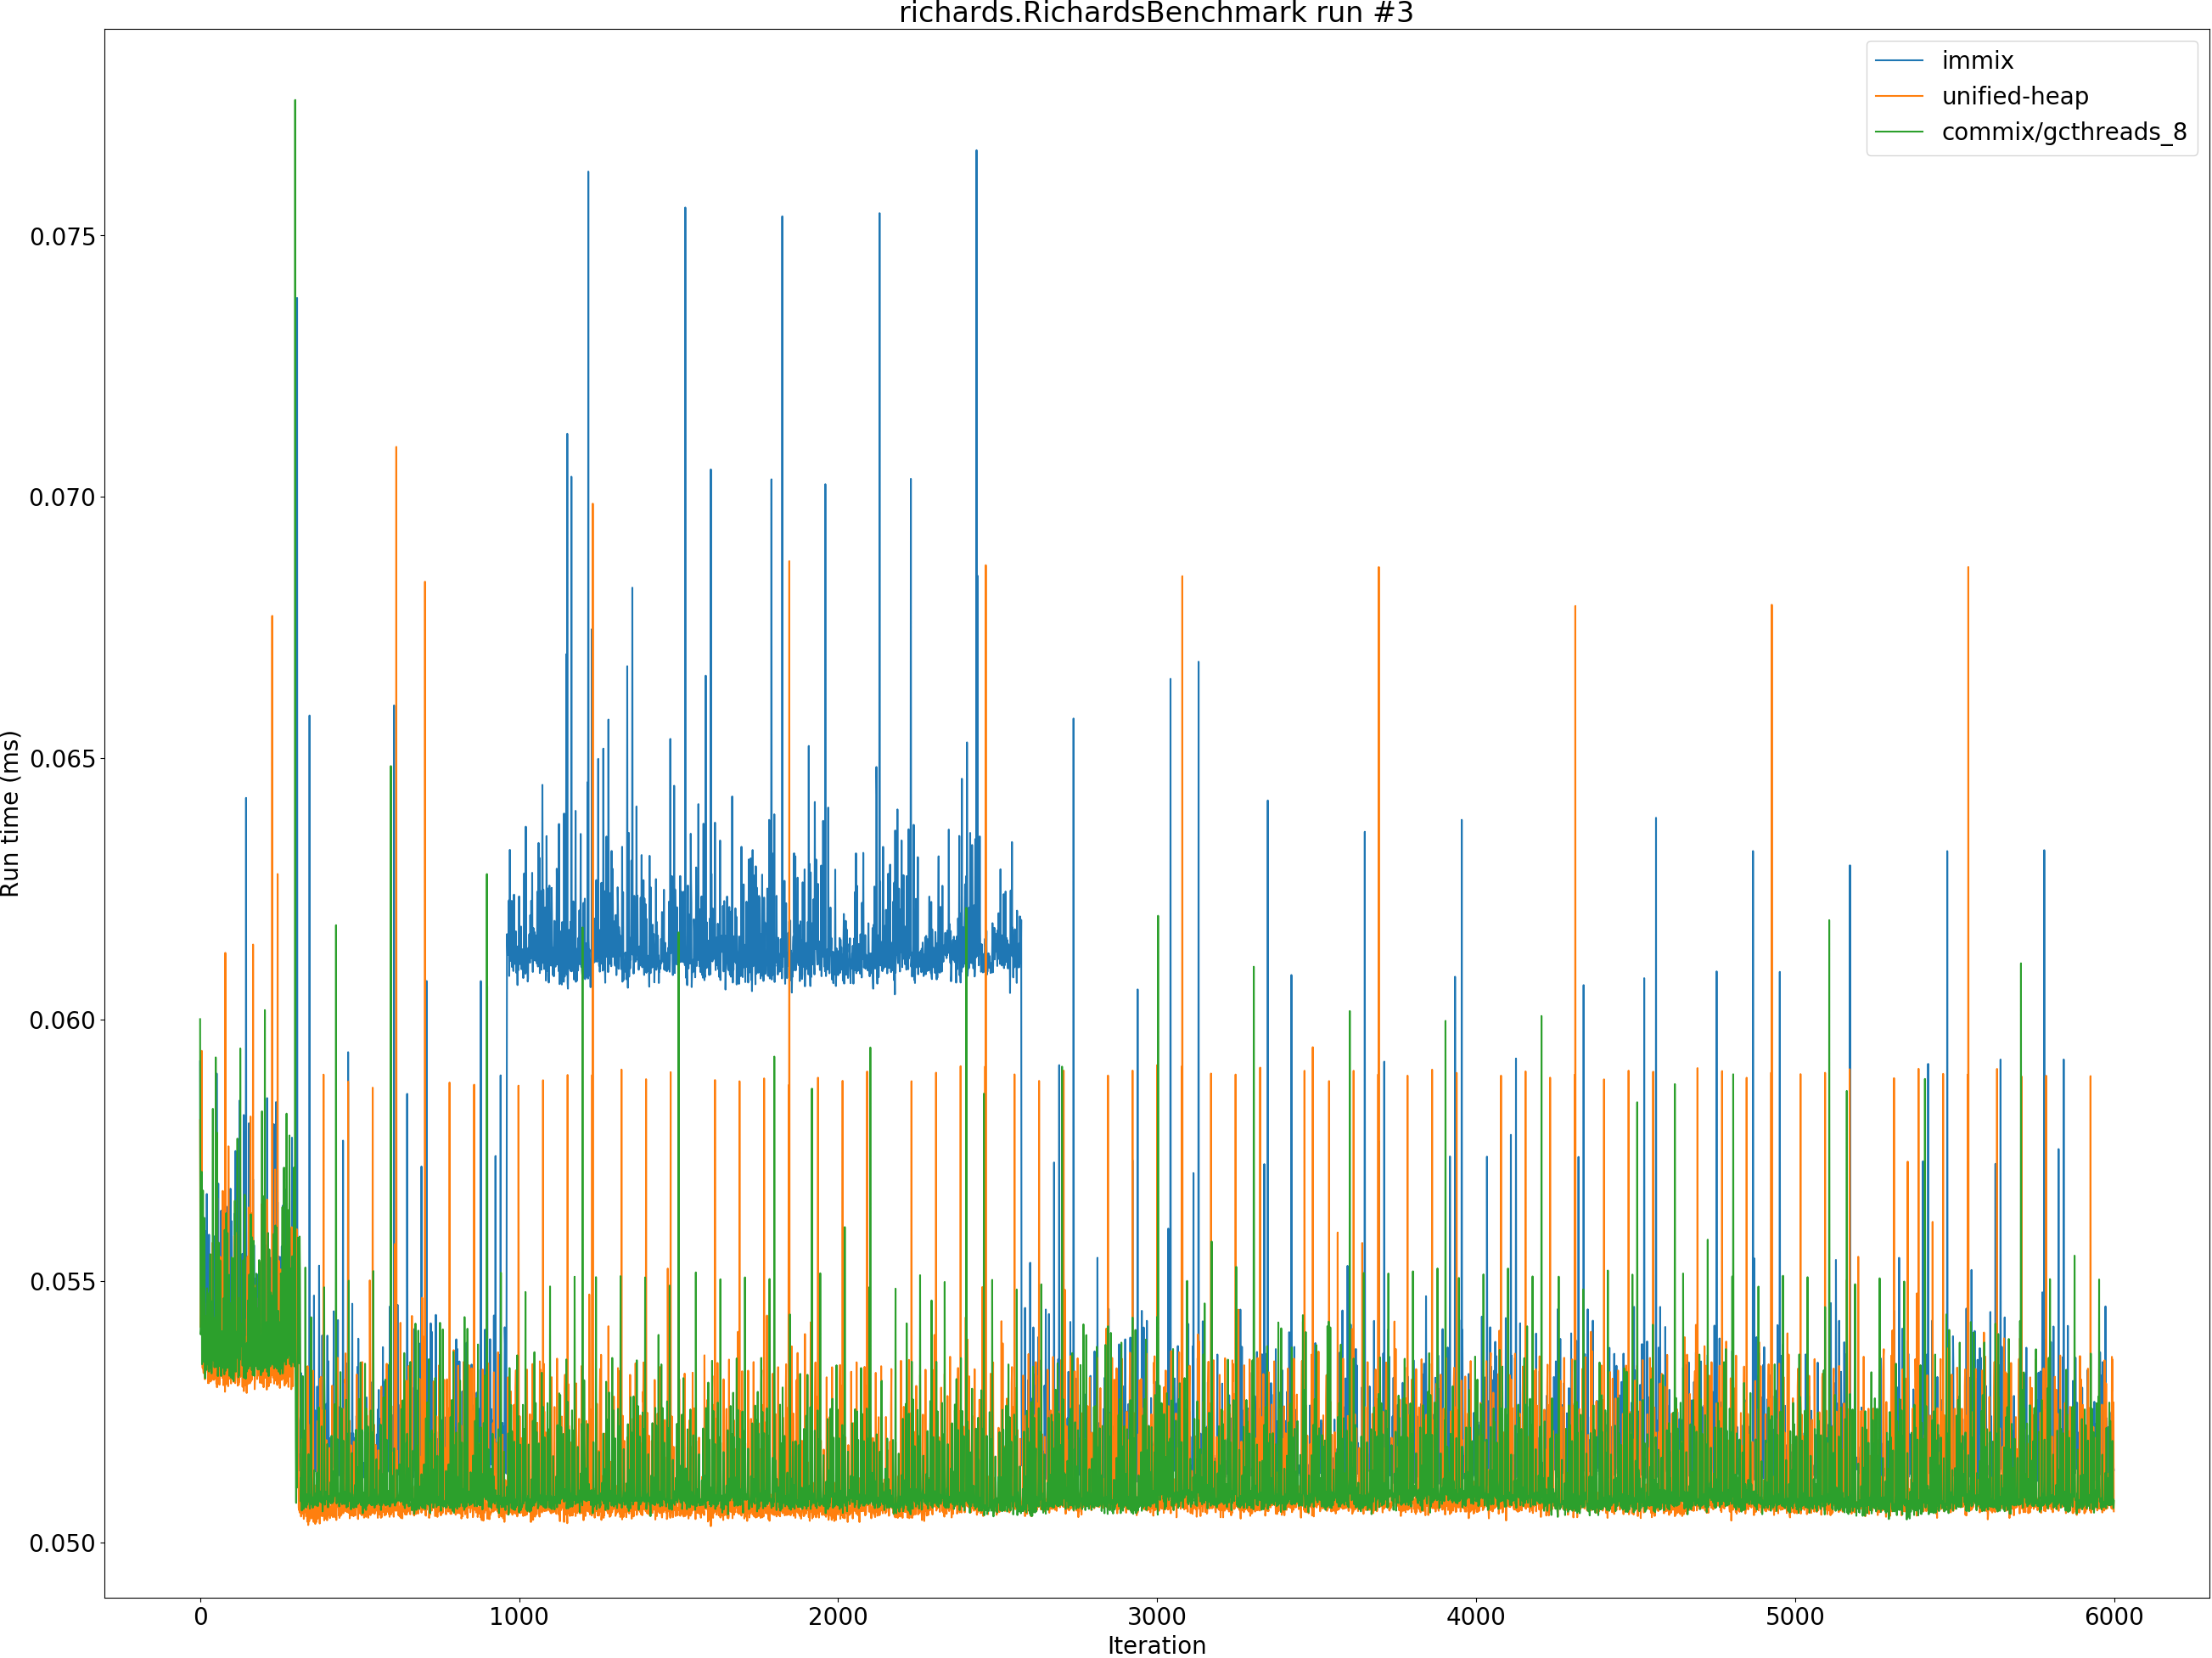 richards.RichardsBenchmark run #3
immix
unified-heap
commix/gcthreads_8
Run time (ms)
0.075
0.070
0.065
0.060
0.055
0.050
0 1000 2000 3000 4000 5000 6000
Iteration